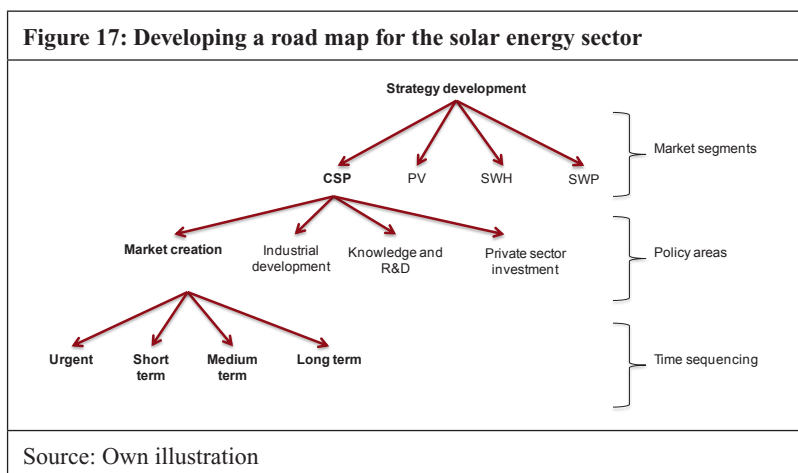 Figure 17: Developing a road map for the solar energy sector
Strategy development
Market segments
CSP PV SWH SWP
Market creation
Industrial
development
Knowledge and
R&D
Private sector
investment
Policy areas
Urgent
Short
term
Medium
term
Long term
Time sequencing
Source: Own illustration